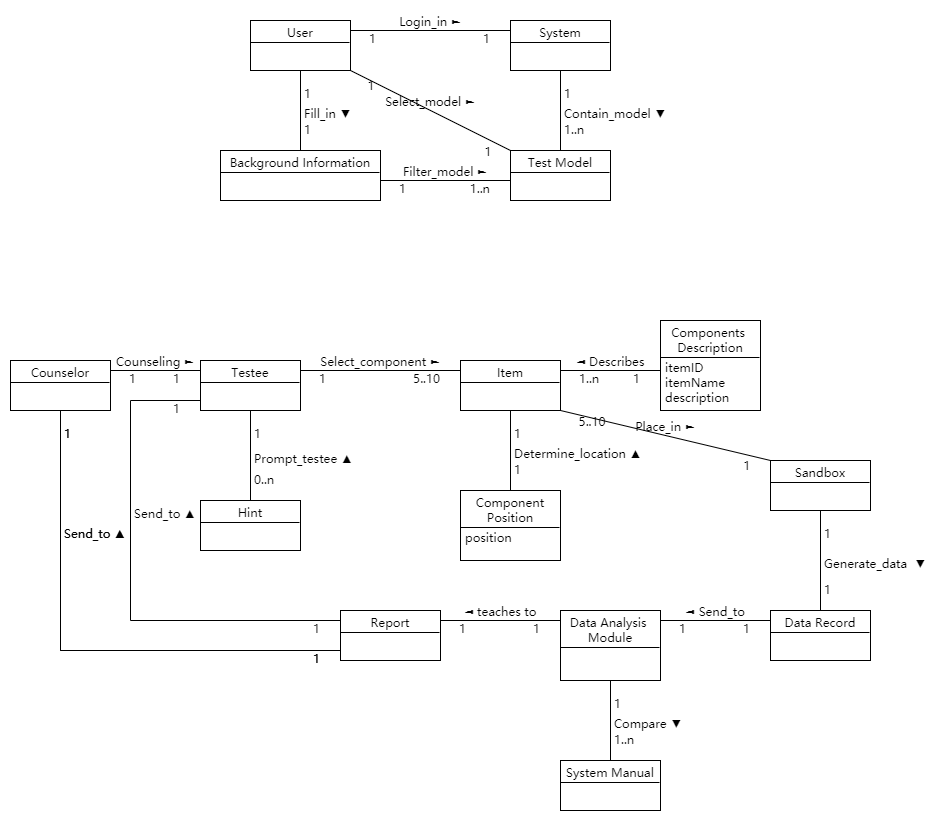 Login_in ►
User
System
1
1
1
1
Select_model ►
1
Fill_in ▼
Contain_model ▼
1
1..n
1
Background Information
Test Model
Filter_model ►
1
1..n
Components
Description
itemID
itemName
description
Counseling ►
Select_component ►
◄ Describes
Counselor
Testee
Item
1
1
1
5..10
1..n
1
1
5..10
Place_in ►
1
1
1
Prompt_testee ▲
Determine_location ▲
1
1
0..n
Sandbox
Component
Position
position
Hint
Send_to ▲
Send_to ▲
1
Generate_data ▼
1
◄ teaches to
◄ Send_to
Report
Data Analysis
Module
Data Record
1
1
1
1
1
1
1
Compare ▼
1..n
System Manual